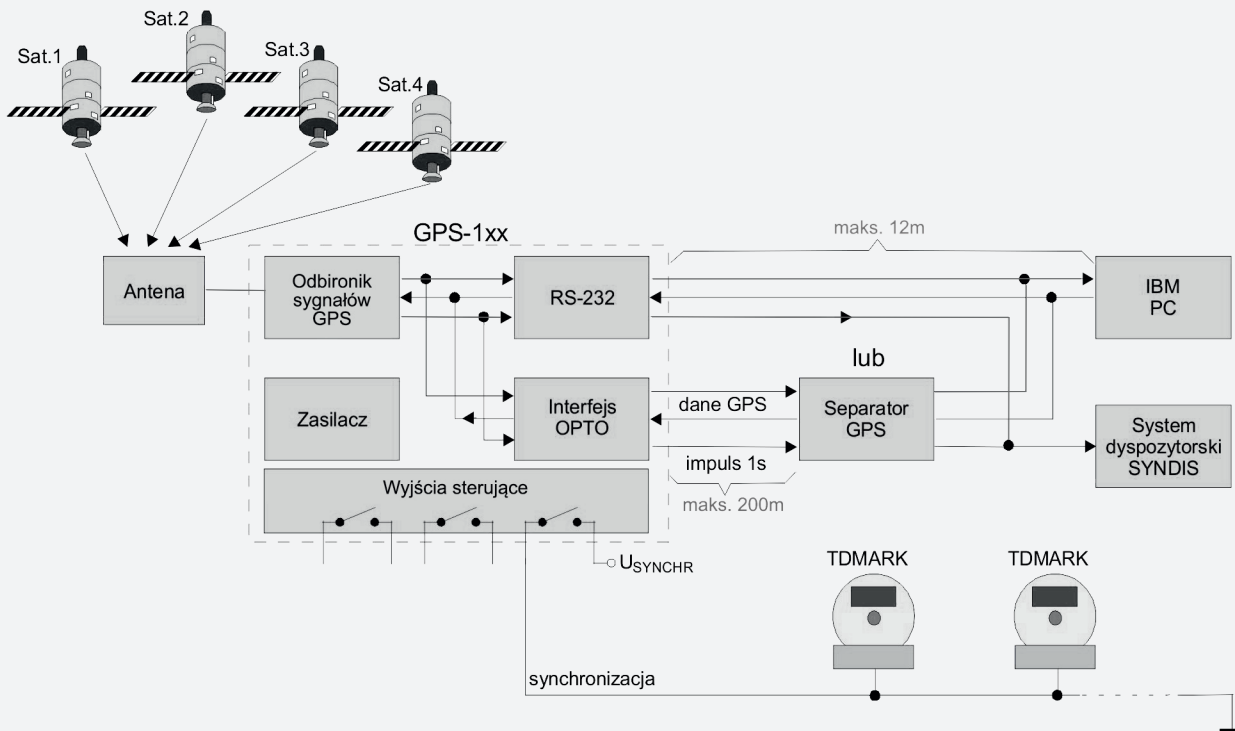 Sat.1
Sat.2
Sat.3
Sat.4
GPS-1xx
maks. 12m
Antena
Odbironik
sygnałów
GPS
RS-232
IBM
PC
lub
Zasilacz
Interfejs
OPTO
dane GPS
impuls 1s
Separator
GPS
System
dyspozytorski
SYNDIS
Wyjścia sterujące
maks. 200m
USYNCHR
TDMARK
TDMARK
synchronizacja